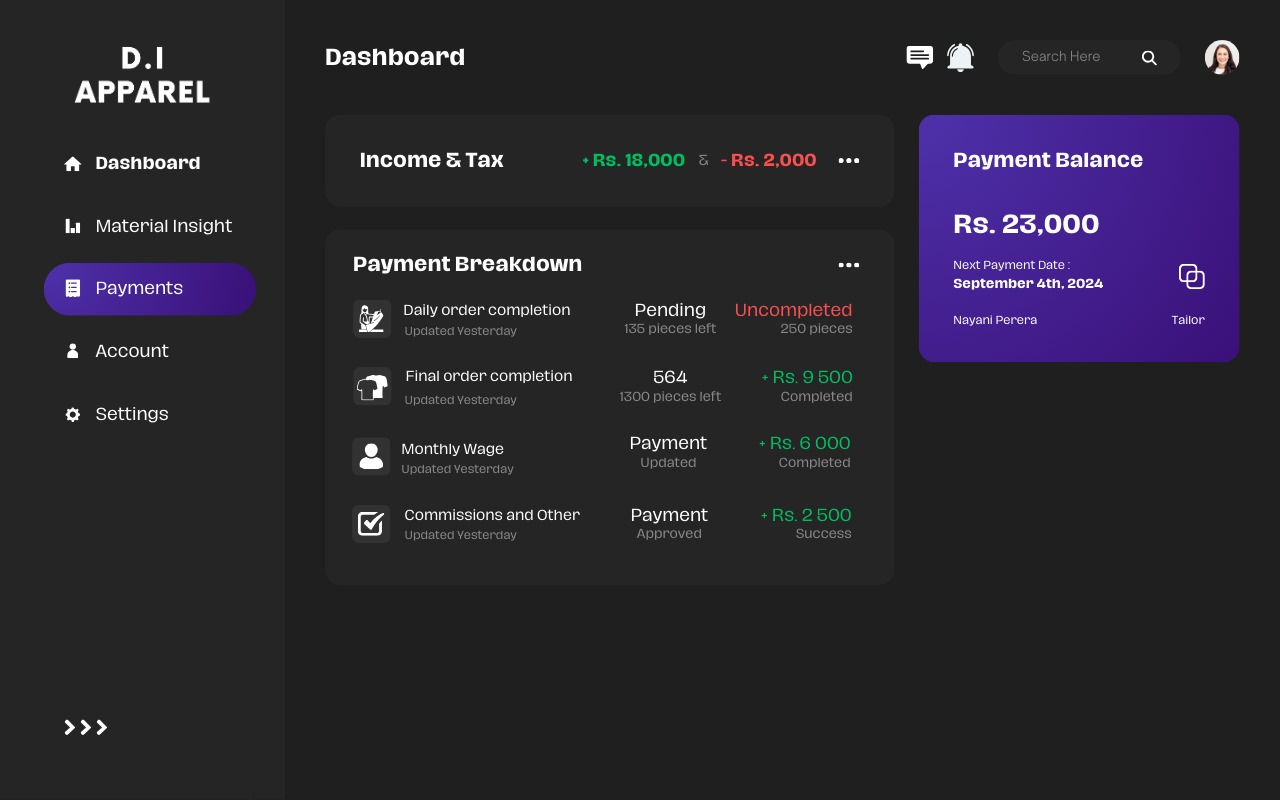 D.I
APPAREL
Dashboard
Material Insight
Payments
Account
Settings
Dashboard
Search Here
Income & Tax
+ Rs. 18,000 & - Rs. 2,000
Payment Breakdown
Daily order completion
Updated Yesterday
Pending
135 pieces left
Uncompleted
250 pieces
Final order completion
Updated Yesterday
564
1300 pieces left
+ Rs. 9 500
Completed
Monthly Wage
Updated Yesterday
Payment
Updated
+ Rs. 6 000
Completed
Commissions and Other
Updated Yesterday
Payment
Approved
+ Rs. 2 500
Success
Payment Balance
Rs. 23,000
Next Payment Date :
September 4th, 2024
Nayani Perera
Tailor